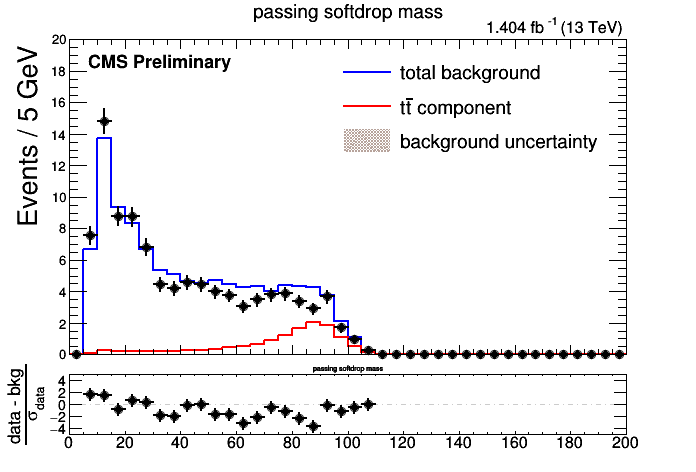 passing softdrop mass
1.404 fb⁻¹ (13 TeV)
CMS Preliminary
total background
tt̄ component
background uncertainty
Events / 5 GeV
20
18
16
14
12
10
8
6
4
2
0
passing softdrop mass
data - bkg
σ data
4
2
0
−2
−4
0 20 40 60 80 100 120 140 160 180 200